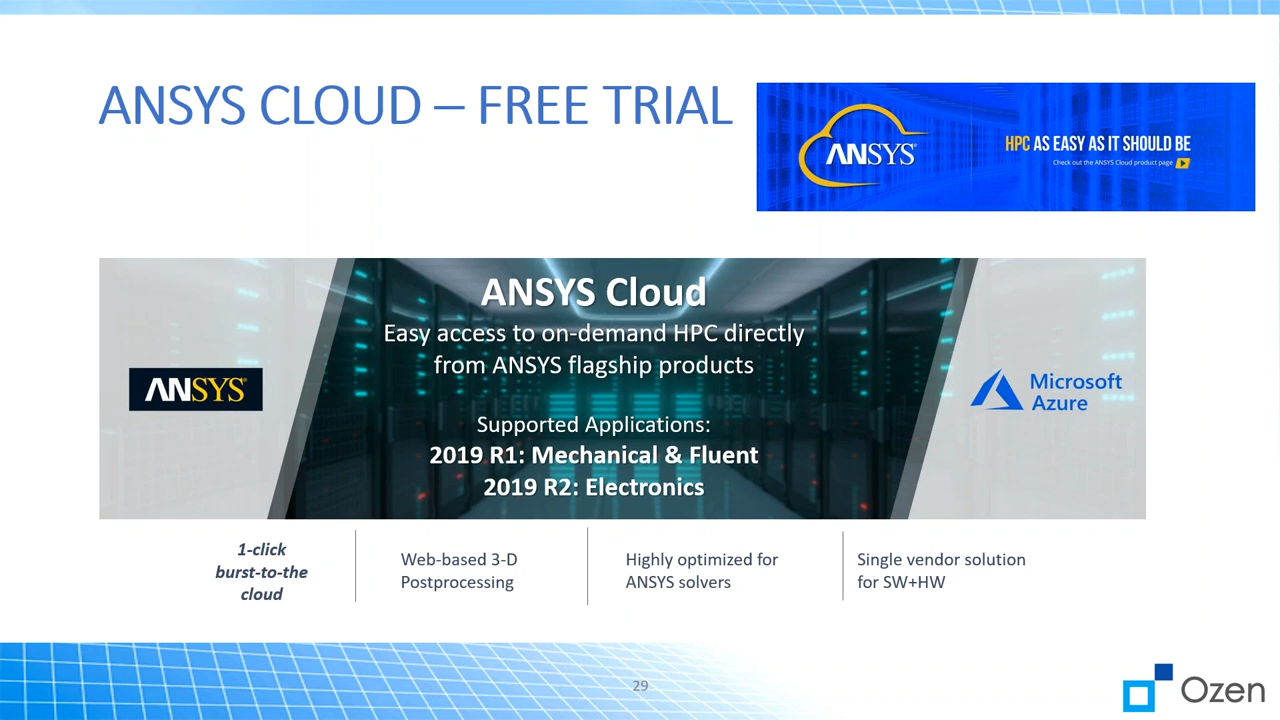 ANSYS CLOUD – FREE TRIAL
ANSYS
HPC AS EASY AS IT SHOULD BE
Check out the ANSYS Cloud product page
ANSYS Cloud
Easy access to on-demand HPC directly
from ANSYS flagship products
ANSYS
Microsoft
Azure
Supported Applications:
2019 R1: Mechanical & Fluent
2019 R2: Electronics
1-click
burst-to-the
cloud
Web-based 3-D
Postprocessing
Highly optimized for
ANSYS solvers
Single vendor solution
for SW+HW
29
Ozen